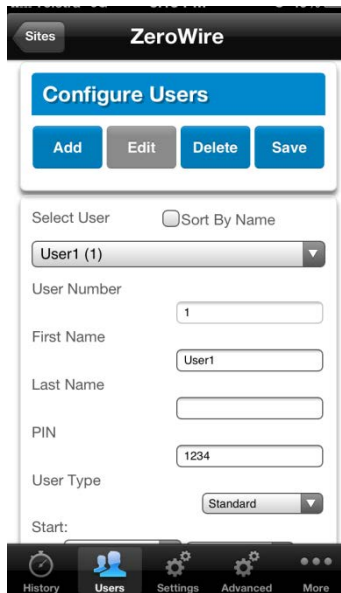 Sites ZeroWire
Configure Users
Add Edit Delete Save
Select User Sort By Name
User1 (1)
User Number
1
First Name
User1
Last Name
PIN
1234
User Type
Standard
Start:
History Users Settings Advanced More